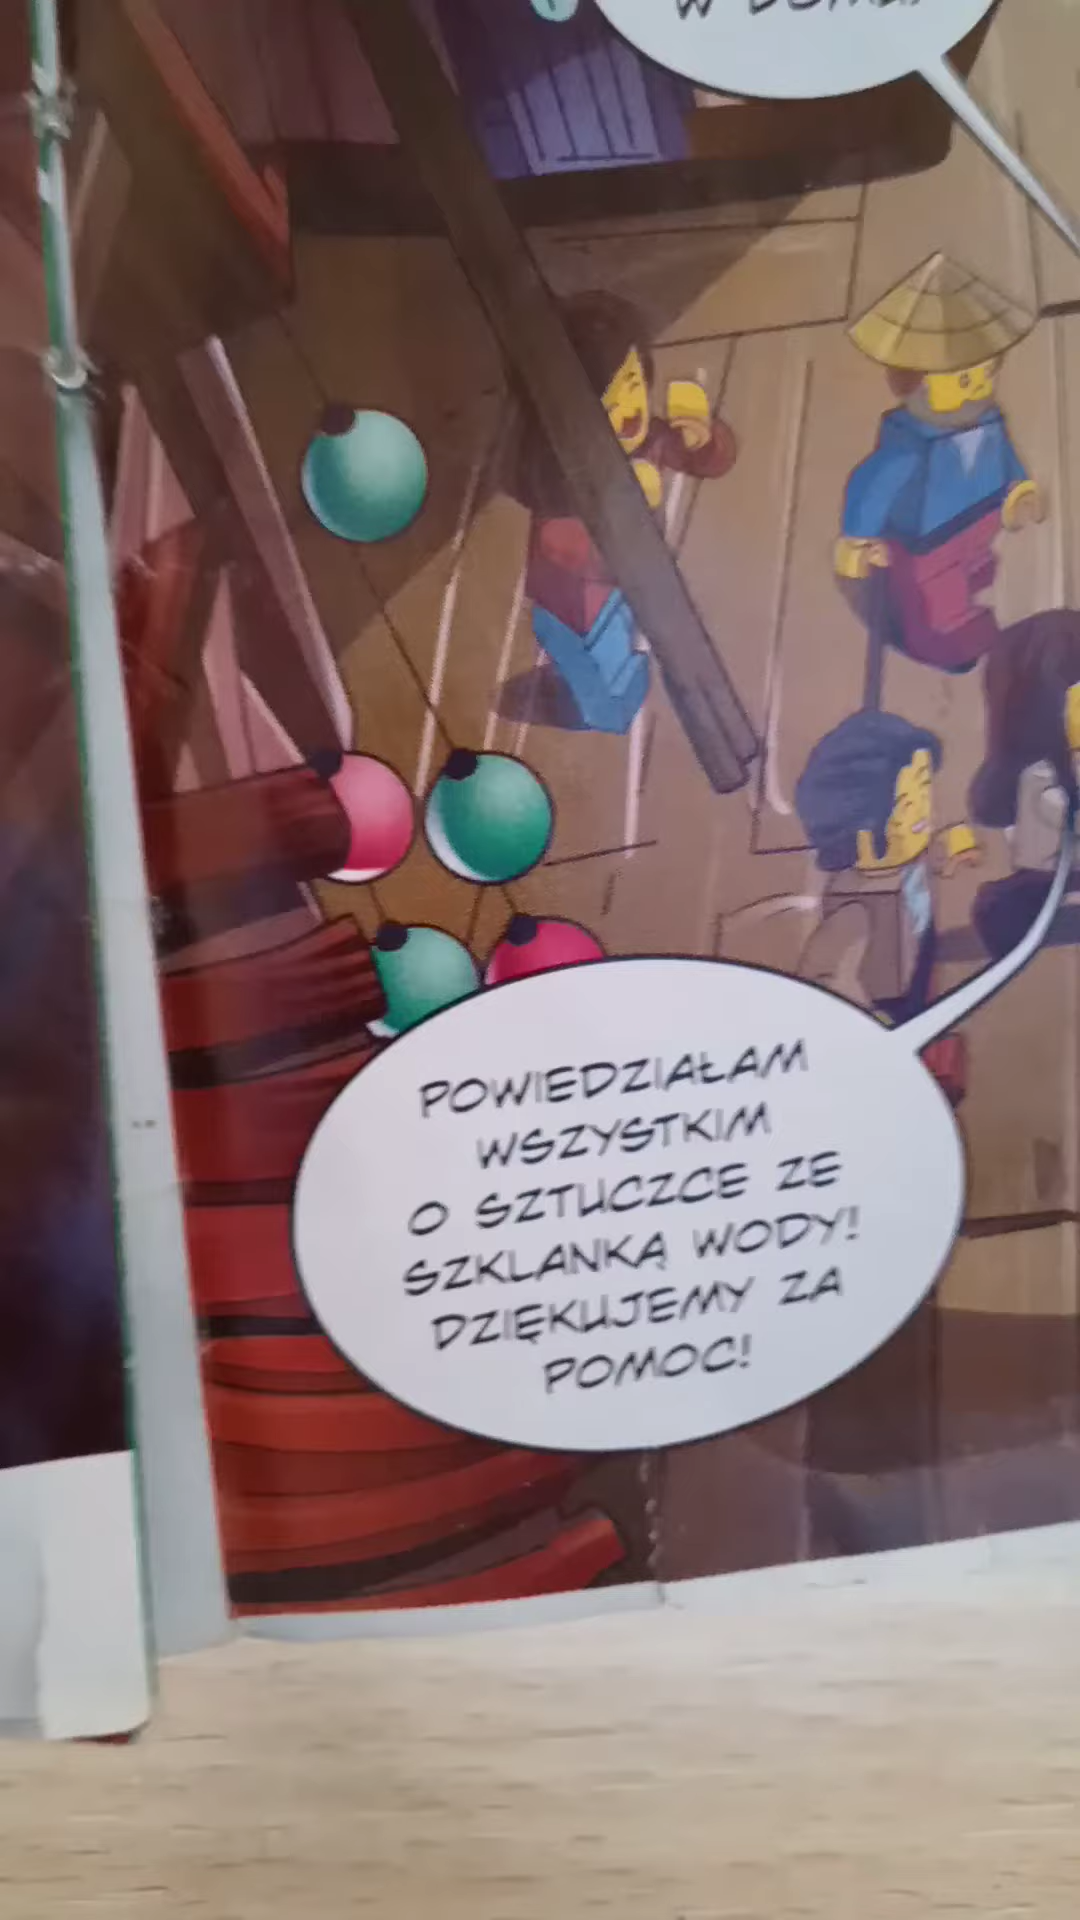 POWIEDZIAŁAM
WSZYSTKIM
O SZTUCZCE ZE
SZKLANKĄ WODY!
DZIĘKUJEMY ZA
POMOC!